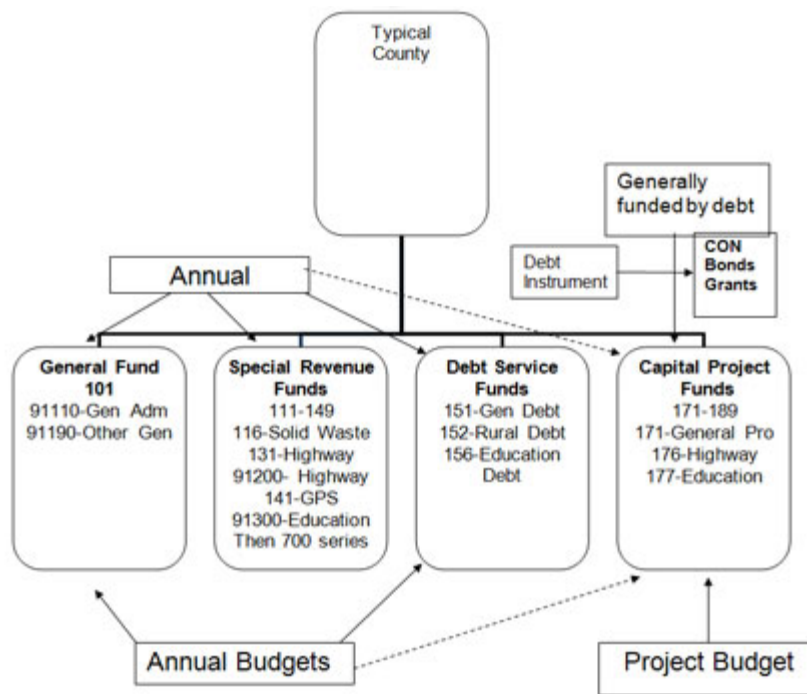 Typical
County
Generally
funded by debt
CON
Bonds
Grants
Debt
Instrument
Annual
General Fund
101
91110-Gen Adm
91190-Other Gen
Special Revenue
Funds
111-149
116-Solid Waste
131-Highway
91200- Highway
141-GPS
91300-Education
Then 700 series
Debt Service
Funds
151-Gen Debt
152-Rural Debt
156-Education
Debt
Capital Project
Funds
171-189
171-General Pro
176-Highway
177-Education
Annual Budgets
Project Budget